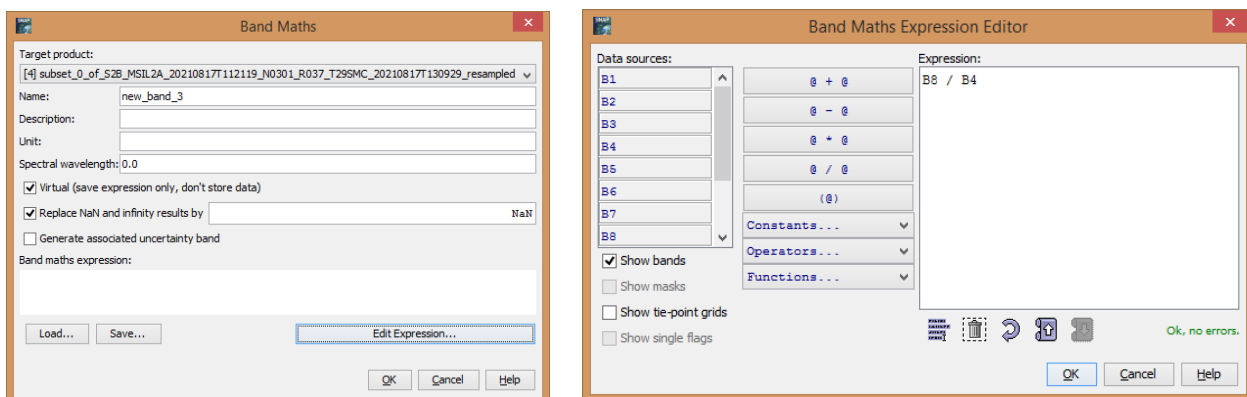 Band Maths
Target product:
[4] subset_0_of_S2B_MSIL2A_20210817T112119_N0301_R037_T29SMC_20210817T130929_resampled
Name: new_band_3
Description:
Unit:
Spectral wavelength: 0.0
Virtual (save expression only, don't store data)
Replace NaN and infinity results by NaN
Generate associated uncertainty band
Band maths expression:
Load... Save... Edit Expression...
OK Cancel Help
Band Maths Expression Editor
Data sources: Expression:
B1 @ + @ B8 / B4
B2
B3 @ - @
B4 @ * @
B5 @ / @
B6 (@)
B7 Constants...
B8 Operators...
Show bands Functions...
Show masks
Show tie-point grids
Show single flags Ok, no errors.
OK Cancel Help